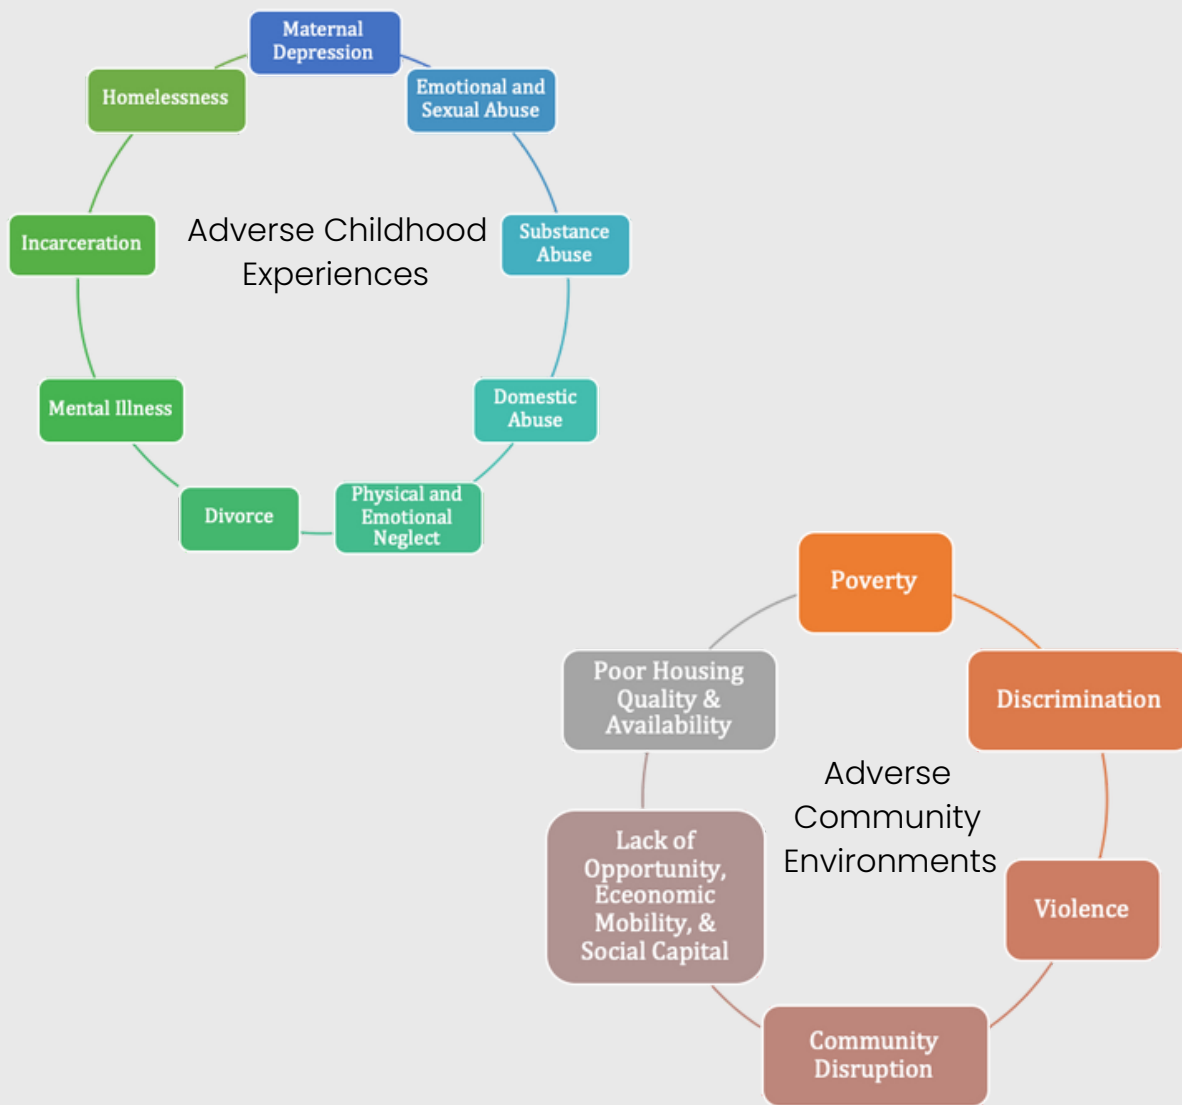 Maternal
Depression
Emotional and
Sexual Abuse
Substance
Abuse
Domestic
Abuse
Physical and
Emotional
Neglect
Divorce
Mental Illness
Incarceration
Homelessness
Adverse Childhood
Experiences
Poverty
Discrimination
Violence
Community
Disruption
Lack of
Opportunity,
Eceonomic
Mobility, &
Social Capital
Poor Housing
Quality &
Availability
Adverse
Community
Environments